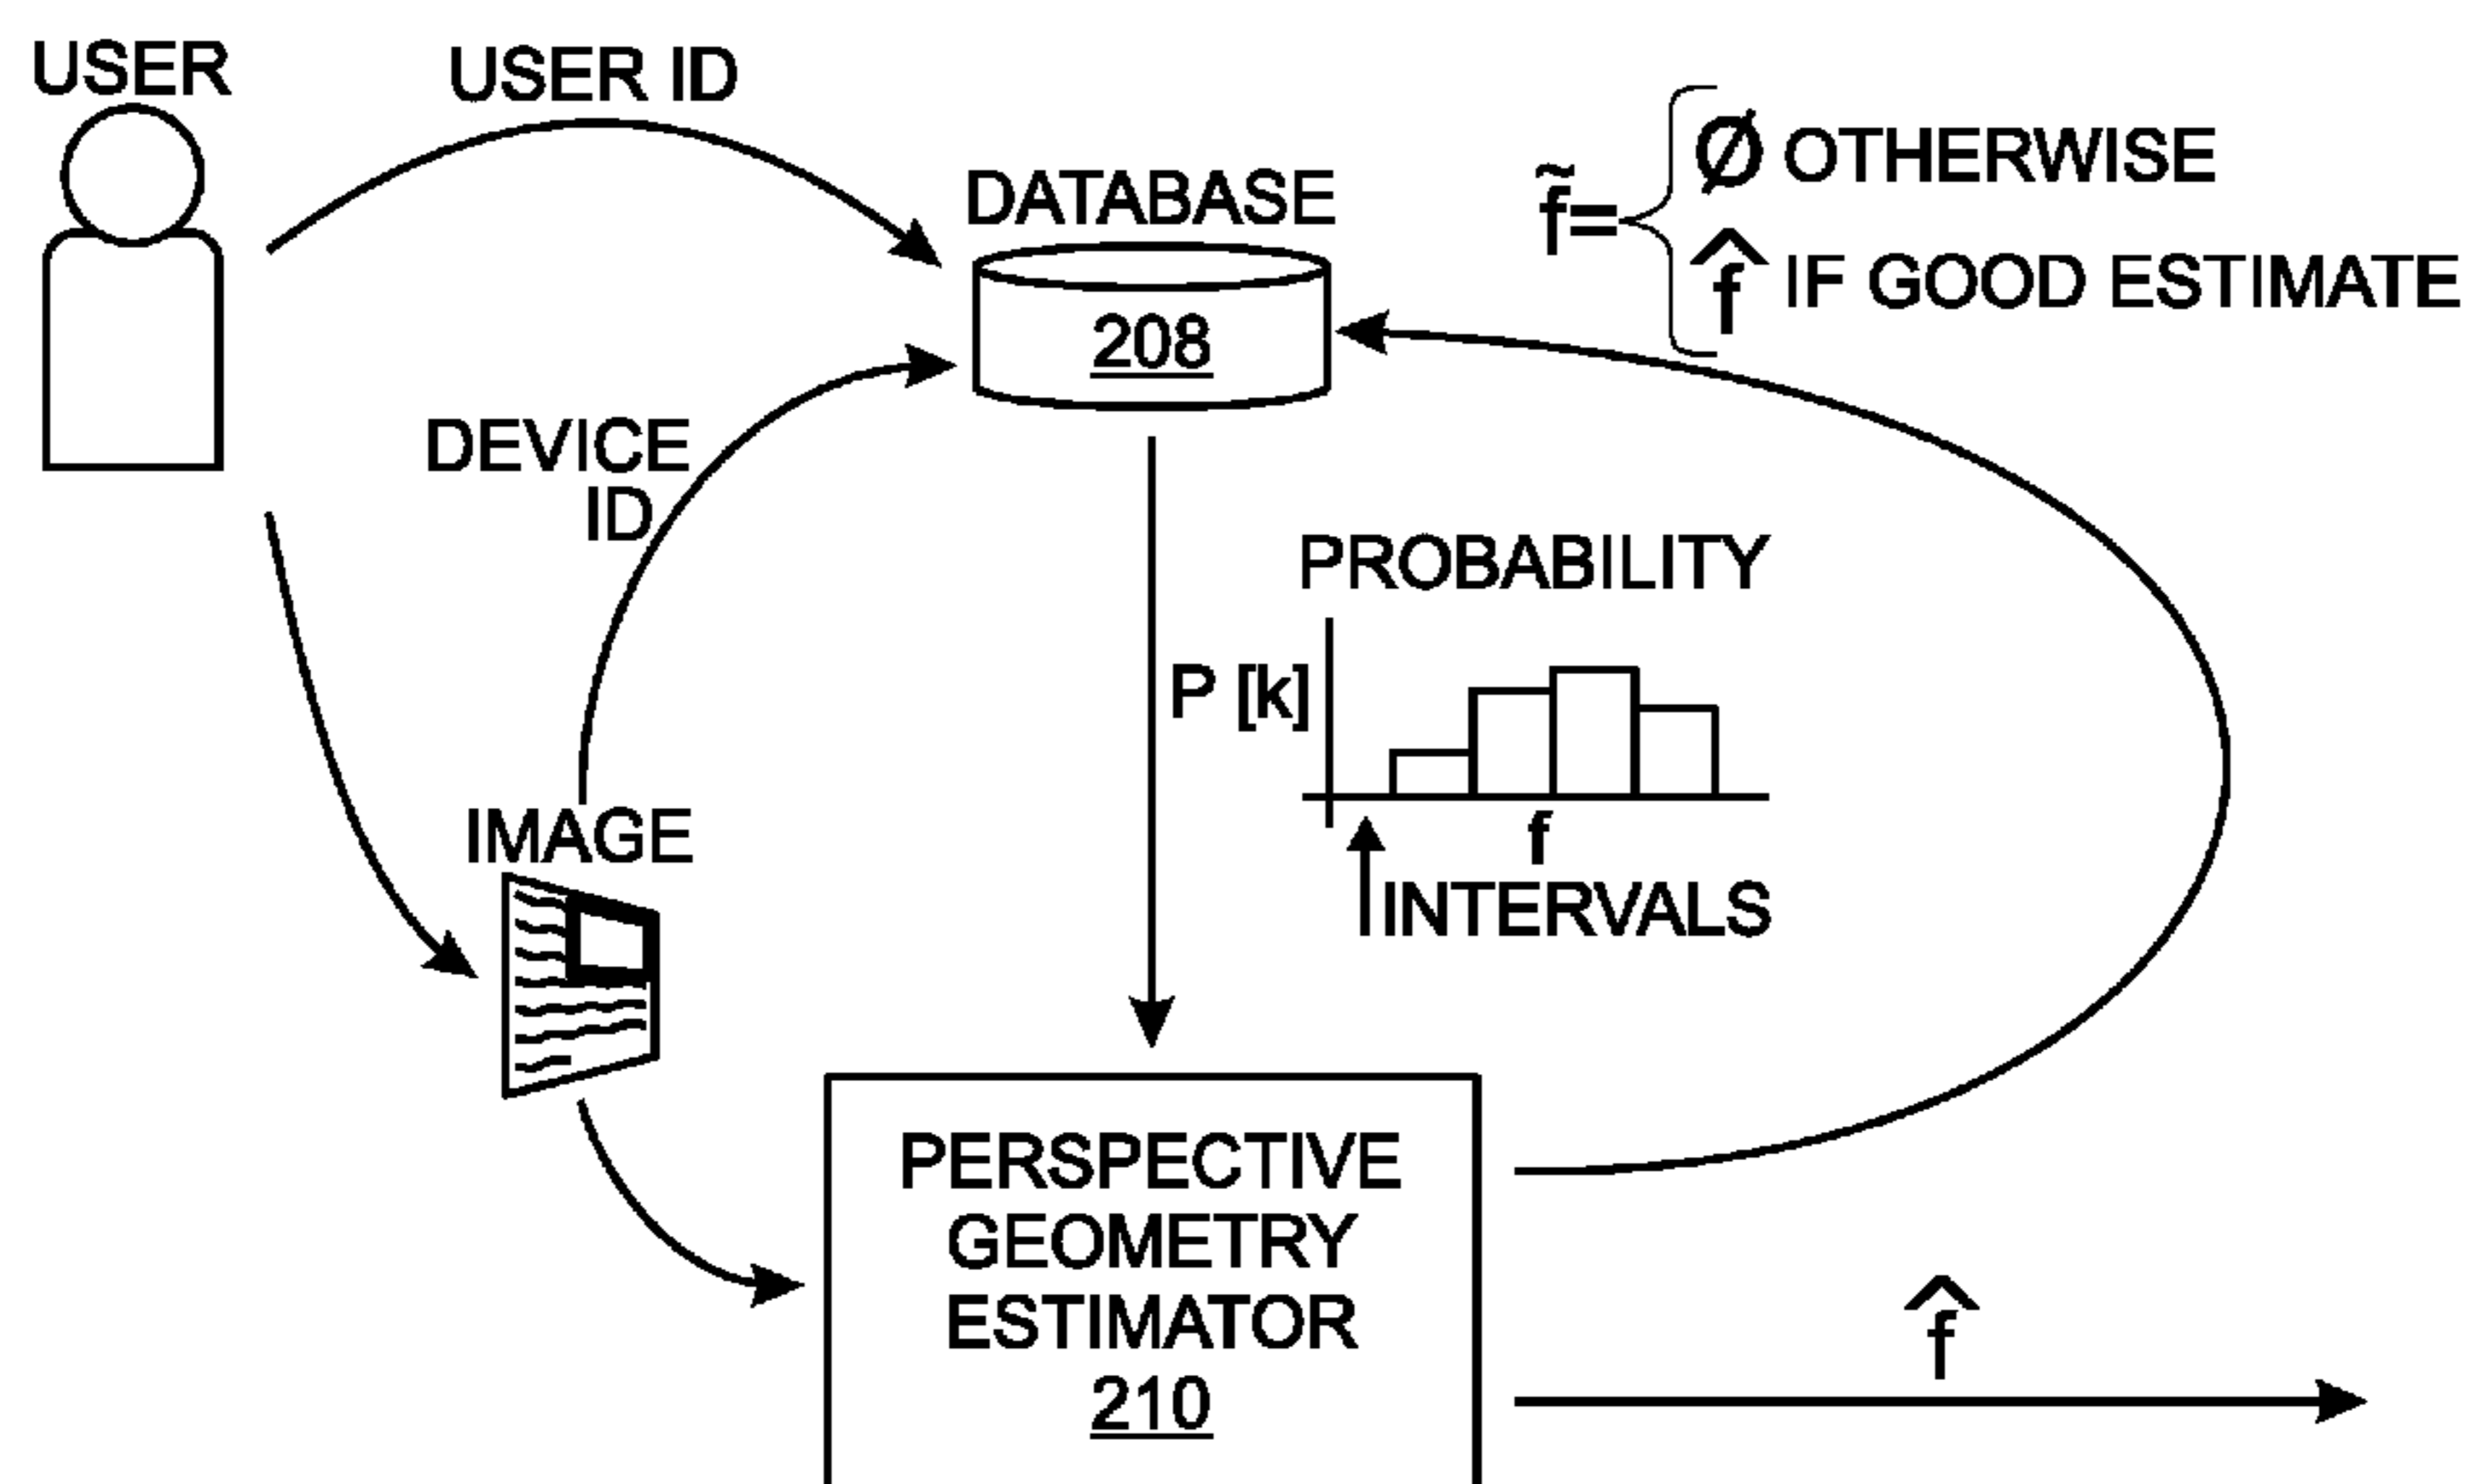 USER
USER ID
DATABASE
208
f̃=
Ø OTHERWISE
f̂ IF GOOD ESTIMATE
DEVICE
ID
PROBABILITY
P [k]
f
INTERVALS
IMAGE
PERSPECTIVE
GEOMETRY
ESTIMATOR
210
f̂